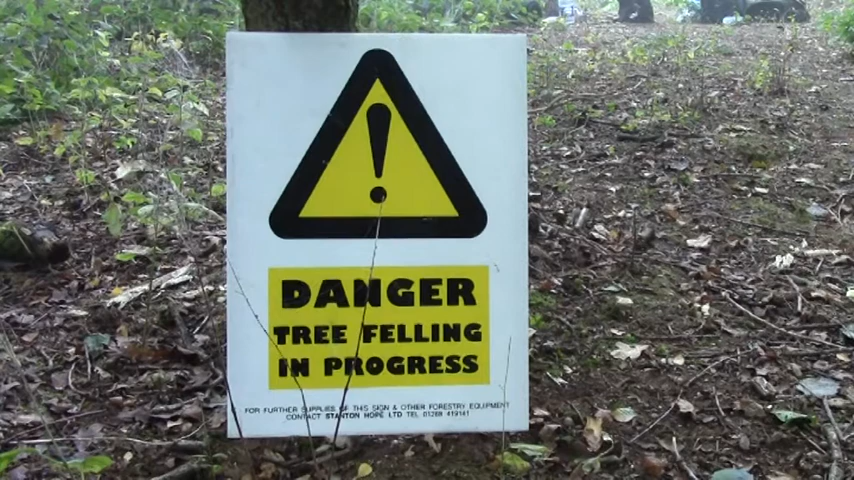 !
DANGER
TREE FELLING
IN PROGRESS
FOR FURTHER SUPPLIES OF THIS SIGN & OTHER FORESTRY EQUIPMENT
CONTACT STANTON HOPE LTD TEL 01268 419141